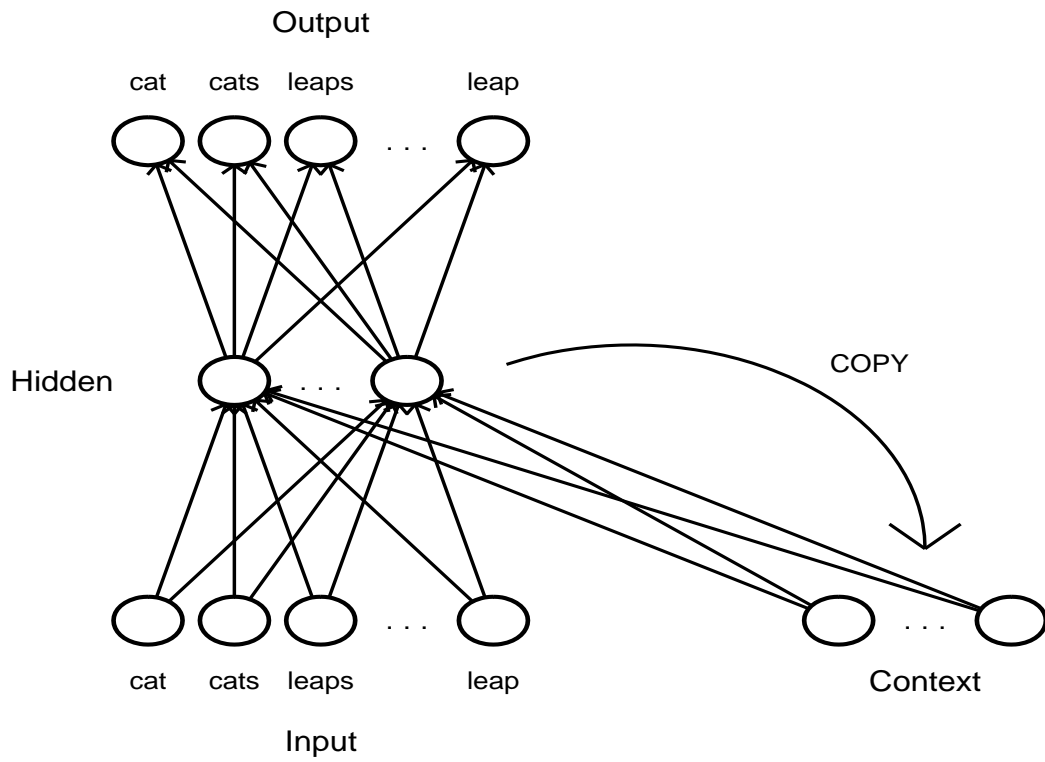 Output
cat cats leaps . . . leap
COPY
Hidden . . .
. . . . . .
cat cats leaps leap
Context
Input